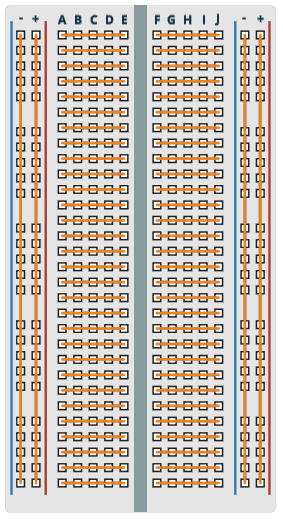 - + A B C D E F G H I J - +